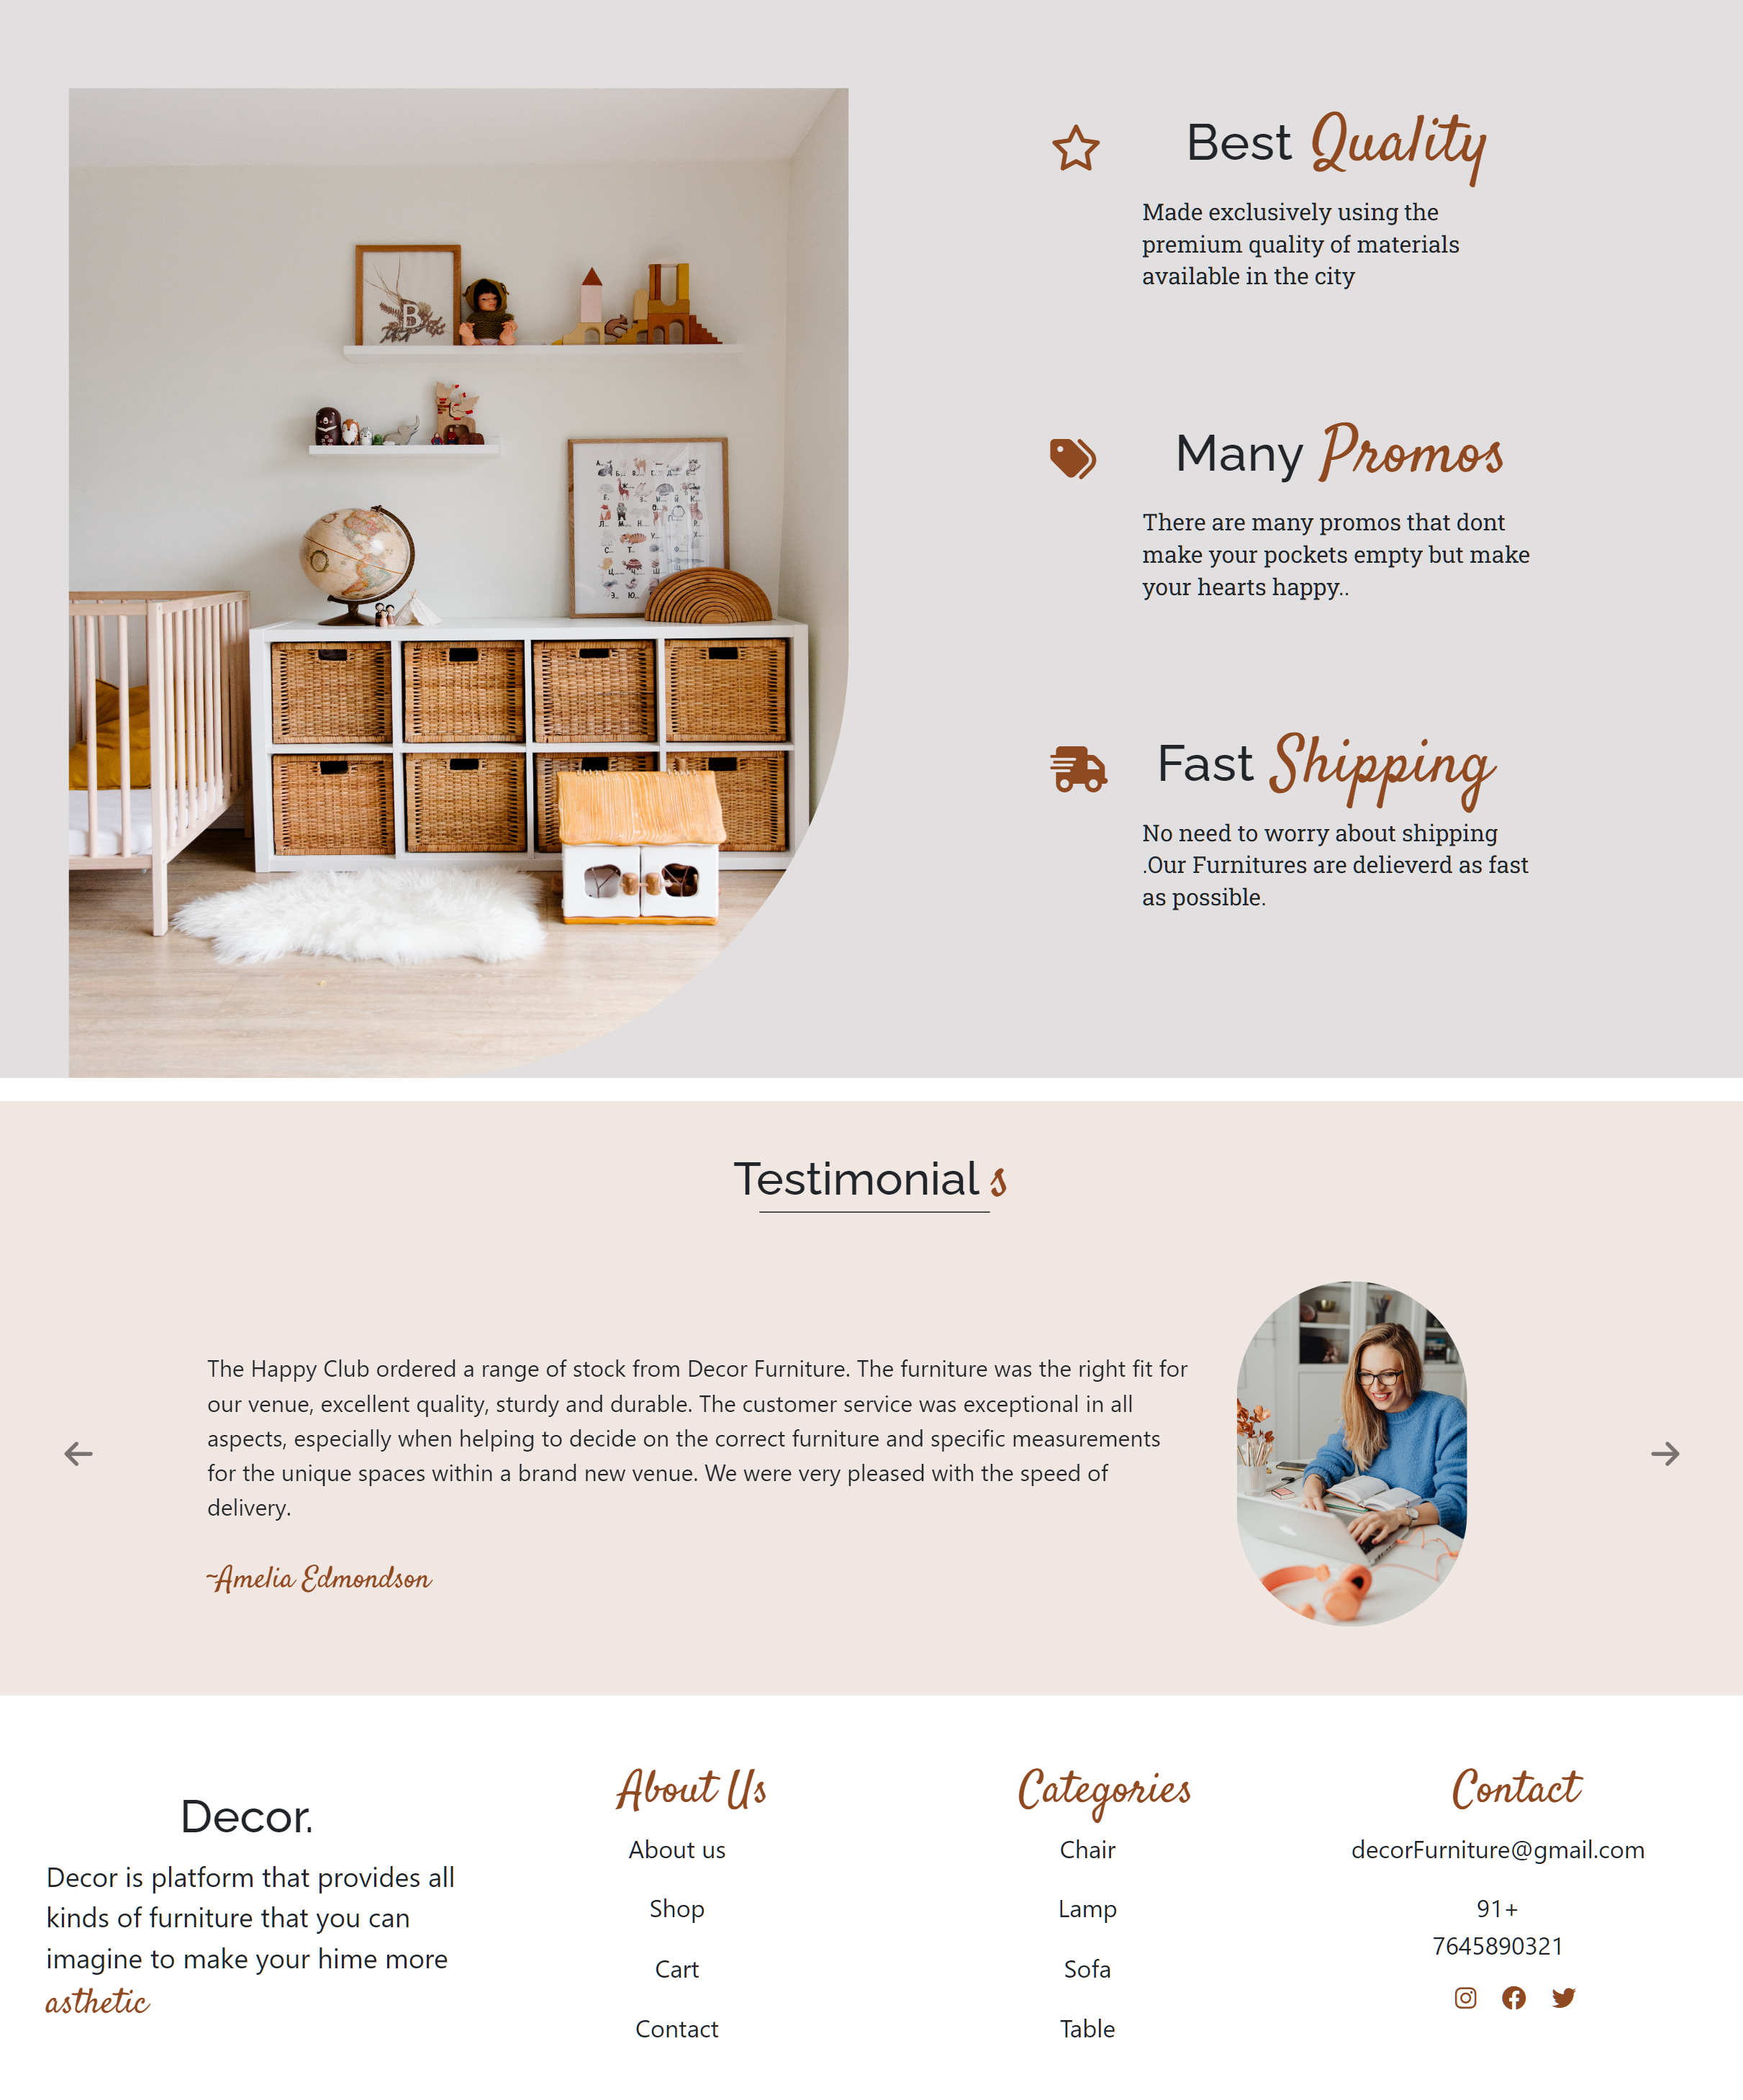 B
Best Quality
Made exclusively using the
premium quality of materials
available in the city
Many Promos
There are many promos that dont
make your pockets empty but make
your hearts happy..
Fast Shipping
No need to worry about shipping
.Our Furnitures are delieverd as fast
as possible.
Testimonial s
The Happy Club ordered a range of stock from Decor Furniture. The furniture was the right fit for
our venue, excellent quality, sturdy and durable. The customer service was exceptional in all
aspects, especially when helping to decide on the correct furniture and specific measurements
for the unique spaces within a brand new venue. We were very pleased with the speed of
delivery.
~Amelia Edmondson
Decor.
Decor is platform that provides all
kinds of furniture that you can
imagine to make your hime more
asthetic
About Us
About us
Shop
Cart
Contact
Categories
Chair
Lamp
Sofa
Table
Contact
decorFurniture@gmail.com
91+
7645890321